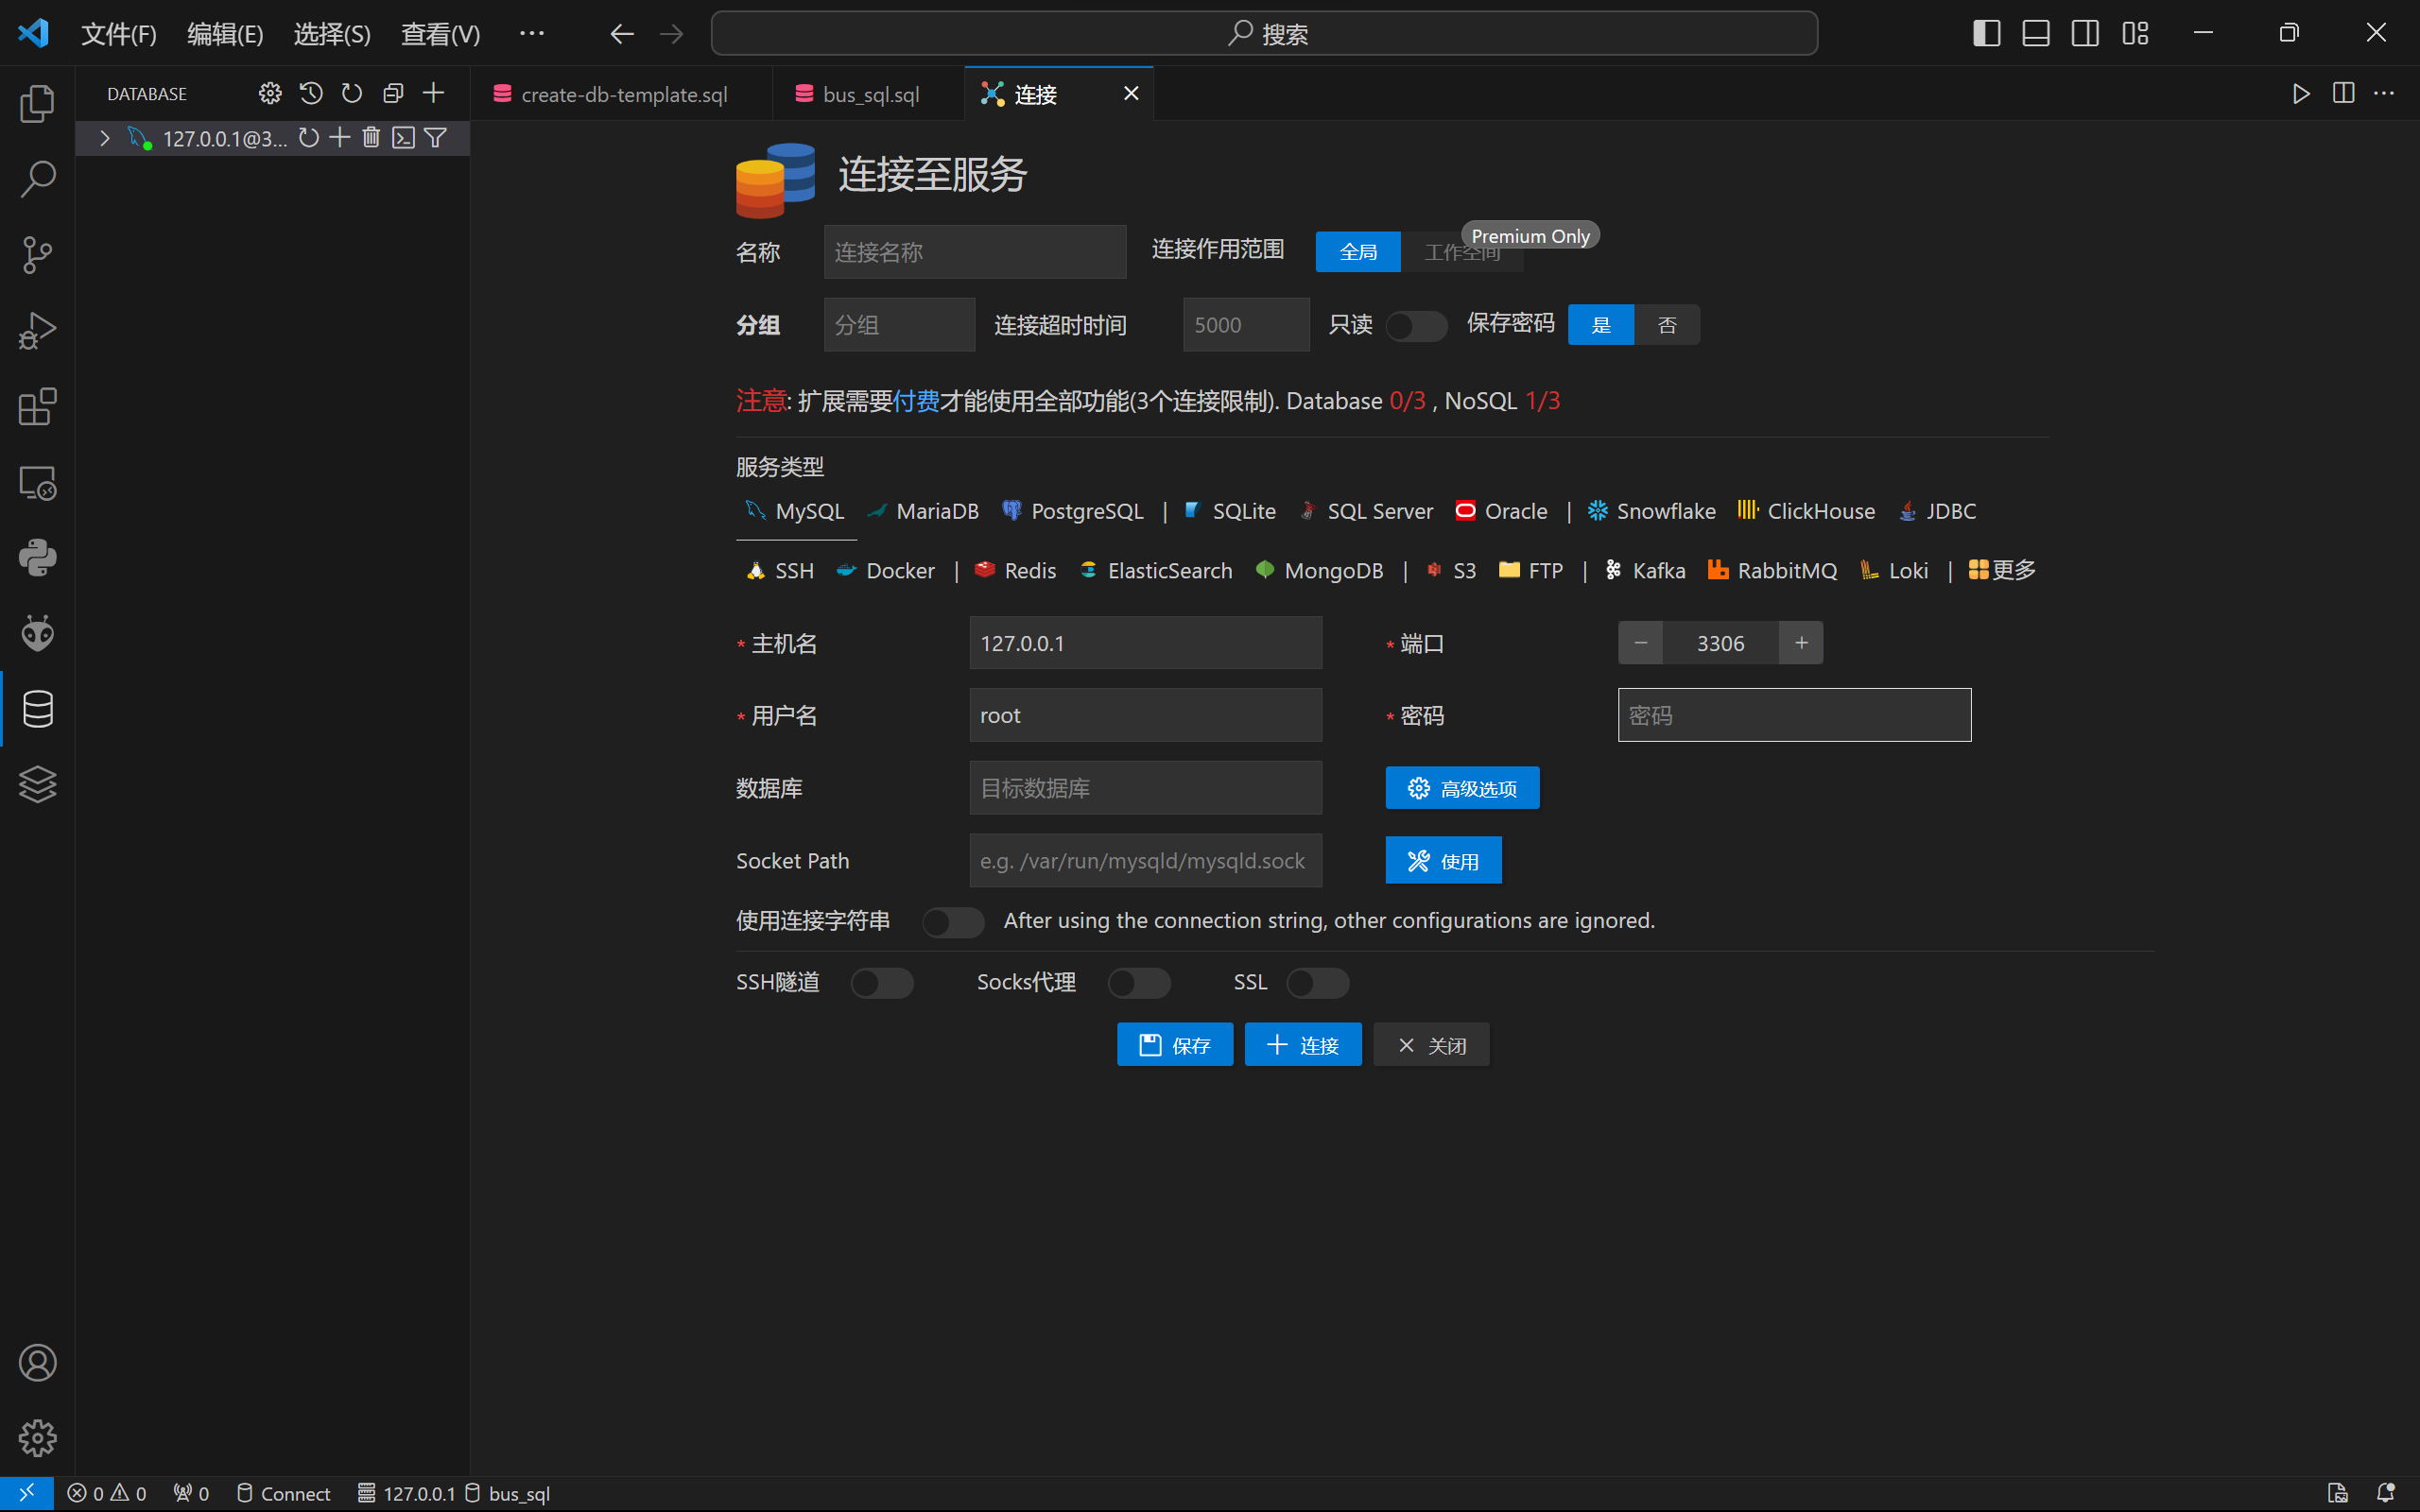 文件(F) 编辑(E) 选择(S) 查看(V) ··· 搜索
DATABASE
127.0.0.1@3...
create-db-template.sql bus_sql.sql 连接
连接至服务
名称 连接名称 连接作用范围 全局 工作空间 Premium Only
分组 分组 连接超时时间 5000 只读 保存密码 是 否
注意: 扩展需要付费才能使用全部功能(3个连接限制). Database 0/3 , NoSQL 1/3
服务类型
MySQL MariaDB PostgreSQL | SQLite SQL Server Oracle | Snowflake ClickHouse JDBC
SSH Docker | Redis ElasticSearch MongoDB | S3 FTP | Kafka RabbitMQ Loki | 更多
* 主机名 127.0.0.1 * 端口 − 3306 +
* 用户名 root * 密码 密码
数据库 目标数据库 高级选项
Socket Path e.g. /var/run/mysqld/mysqld.sock 使用
使用连接字符串 After using the connection string, other configurations are ignored.
SSH隧道 Socks代理 SSL
保存 连接 关闭
0 0 0 Connect 127.0.0.1 bus_sql